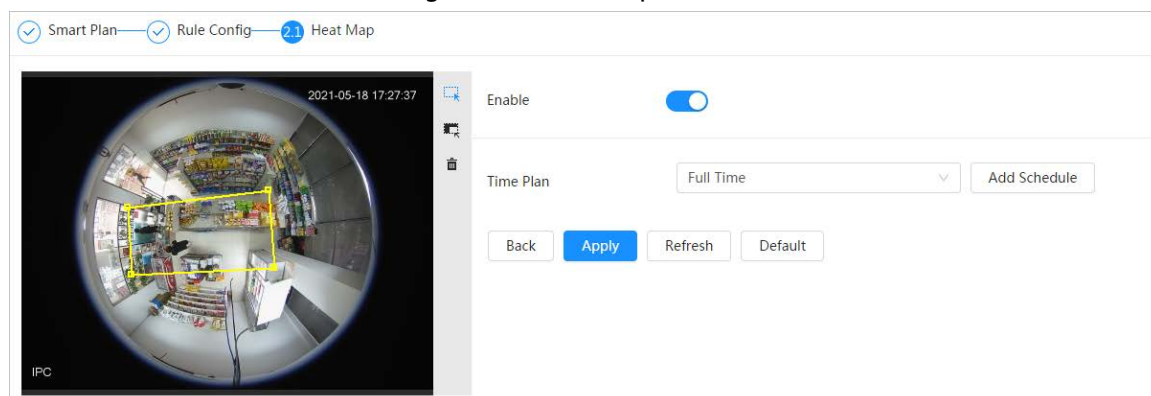 Smart Plan Rule Config 2.1 Heat Map
2021-05-18 17:27:37
Enable
Time Plan Full Time Add Schedule
Back Apply Refresh Default
IPC